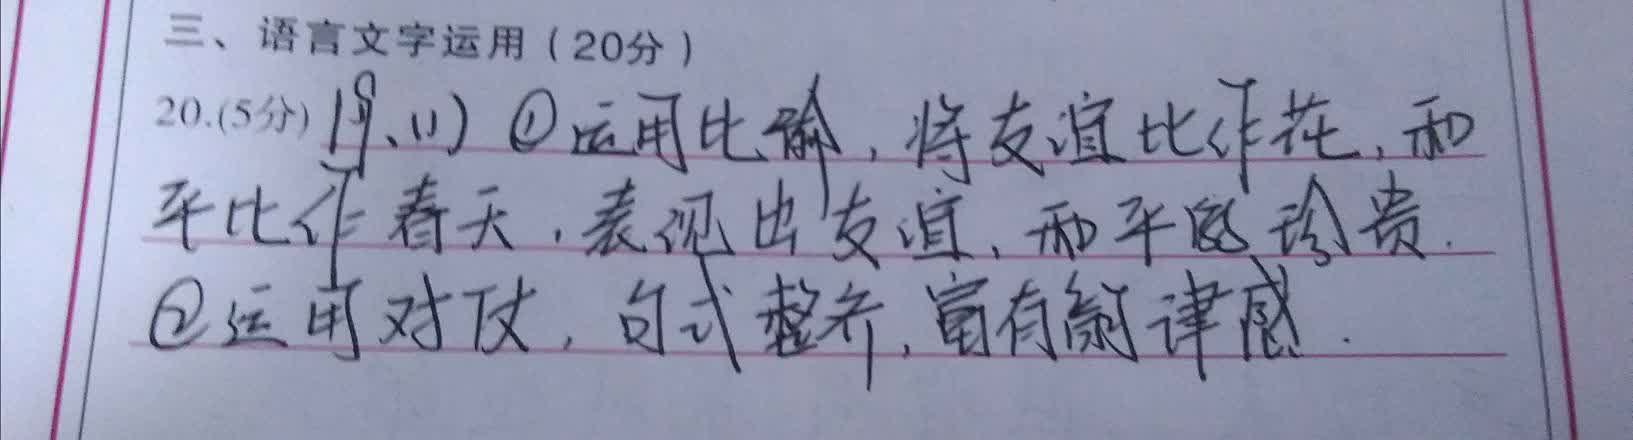 三、语言文字运用（20分）
20.(5分) 19、(1) ①运用比喻，将友谊比作花，和
平比作春天，表现出友谊、和平的珍贵.
②运用对仗，句式整齐，富有韵律感.